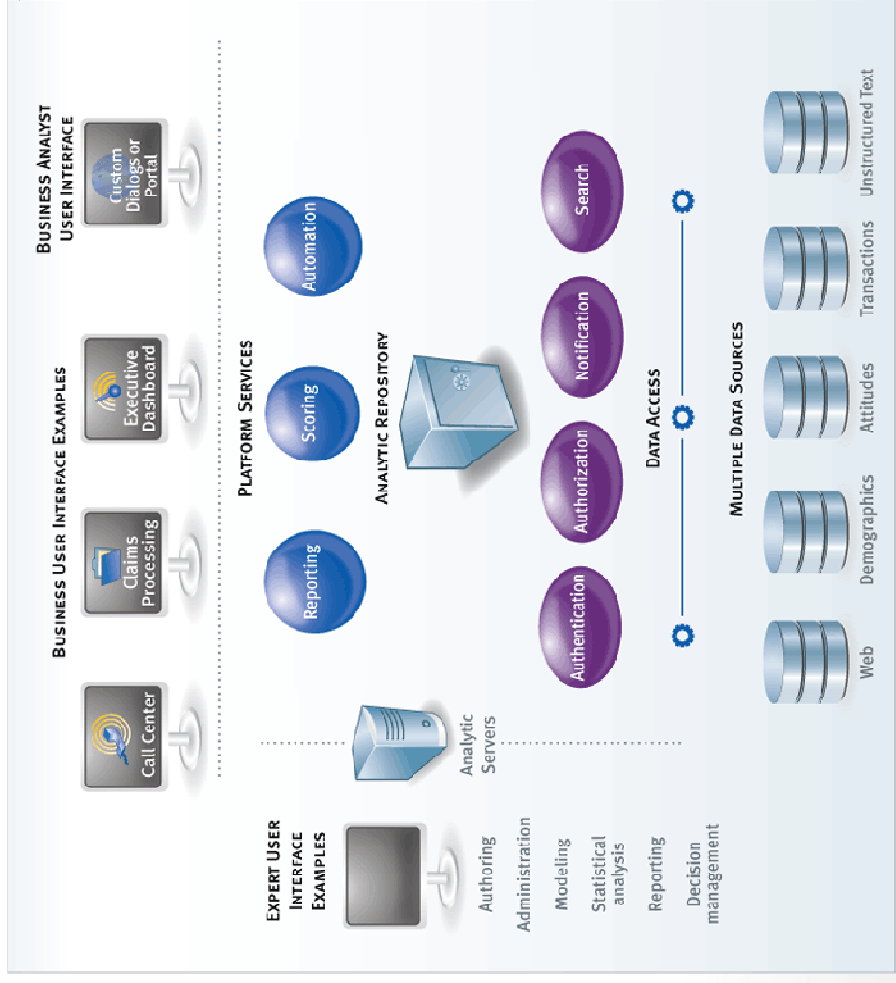 BUSINESS USER INTERFACE EXAMPLES
BUSINESS ANALYST
USER INTERFACE
Call Center
Claims
Processing
Executive
Dashboard
Custom
Dialogs or
Portal
EXPERT USER
INTERFACE
EXAMPLES
Authoring
Administration
Modeling
Statistical
analysis
Reporting
Decision
management
Analytic
Servers
PLATFORM SERVICES
Reporting
Scoring
Automation
ANALYTIC REPOSITORY
Authentication
Authorization
Notification
Search
DATA ACCESS
MULTIPLE DATA SOURCES
Web
Demographics
Attitudes
Transactions
Unstructured Text